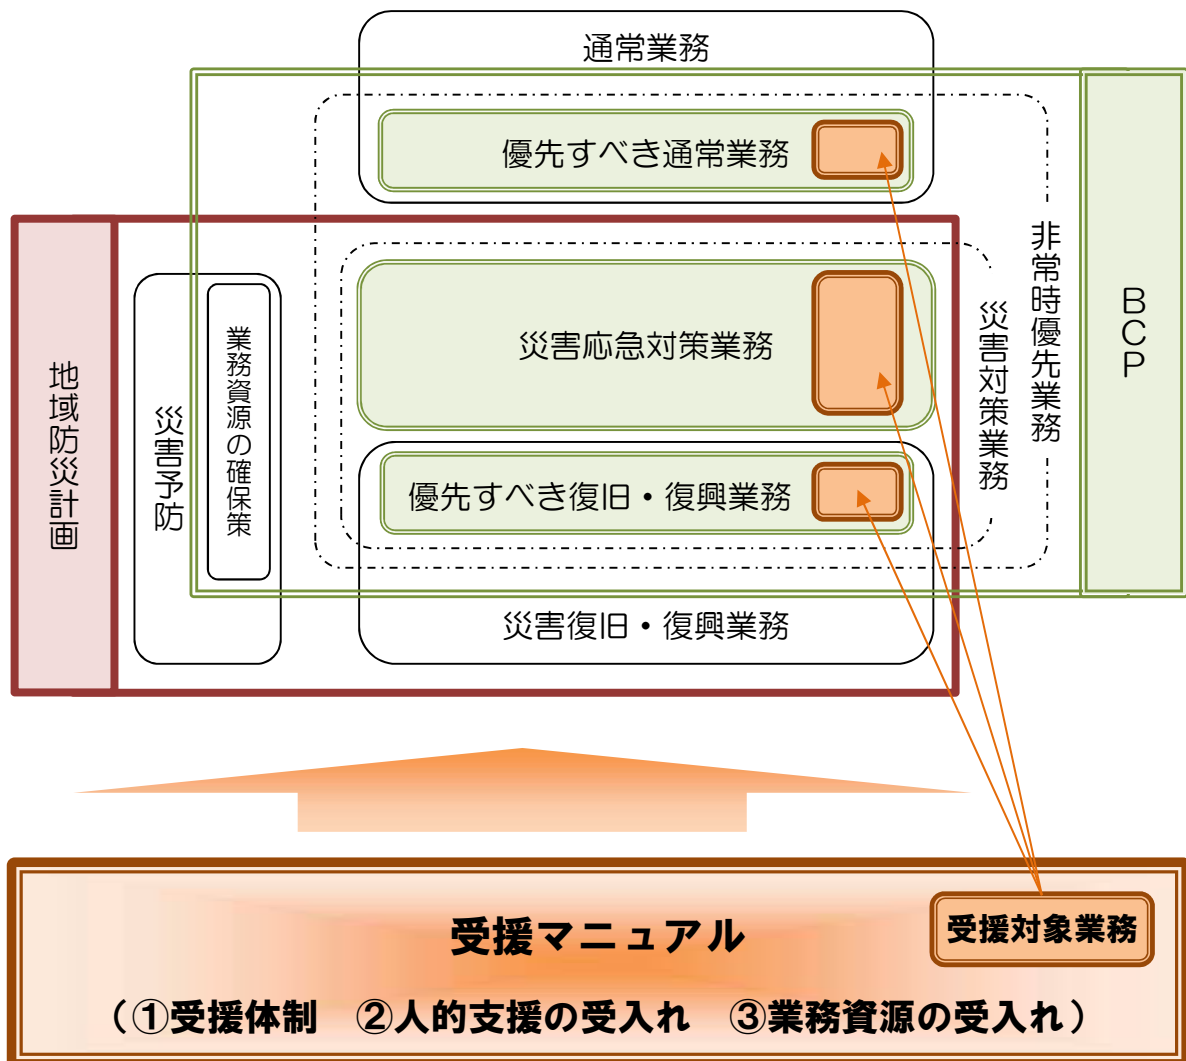 通常業務
優先すべき通常業務
非常時優先業務
BCP
災害応急対策業務
災害対策業務
地域防災計画
災害予防
業務資源の確保策
優先すべき復旧・復興業務
災害復旧・復興業務
受援マニュアル
受援対象業務
(①受援体制 ②人的支援の受入れ ③業務資源の受入れ)